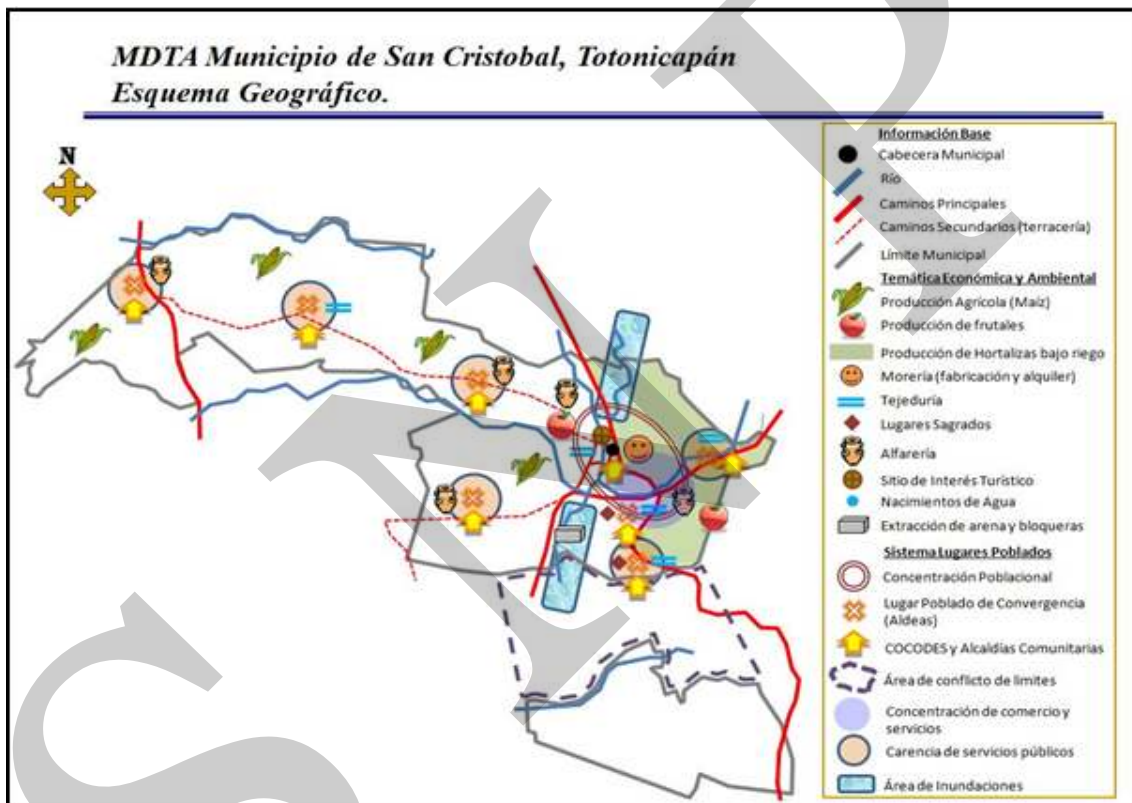 MDTA Municipio de San Cristobal, Totonicapán
Esquema Geográfico.
N
Información Base
Cabecera Municipal
Río
Caminos Principales
Caminos Secundarios (terracería)
Límite Municipal
Temática Económica y Ambiental
Producción Agrícola (Maíz)
Producción de frutales
Producción de Hortalizas bajo riego
Morería (fabricación y alquiler)
Tejeduría
Lugares Sagrados
Alfarería
Sitio de Interés Turístico
Nacimientos de Agua
Extracción de arena y bloqueras
Sistema Lugares Poblados
Concentración Poblacional
Lugar Poblado de Convergencia
(Aldeas)
COCODES y Alcaldías Comunitarias
Área de conflicto de limites
Concentración de comercio y
servicios
Carencia de servicios públicos
Área de Inundaciones